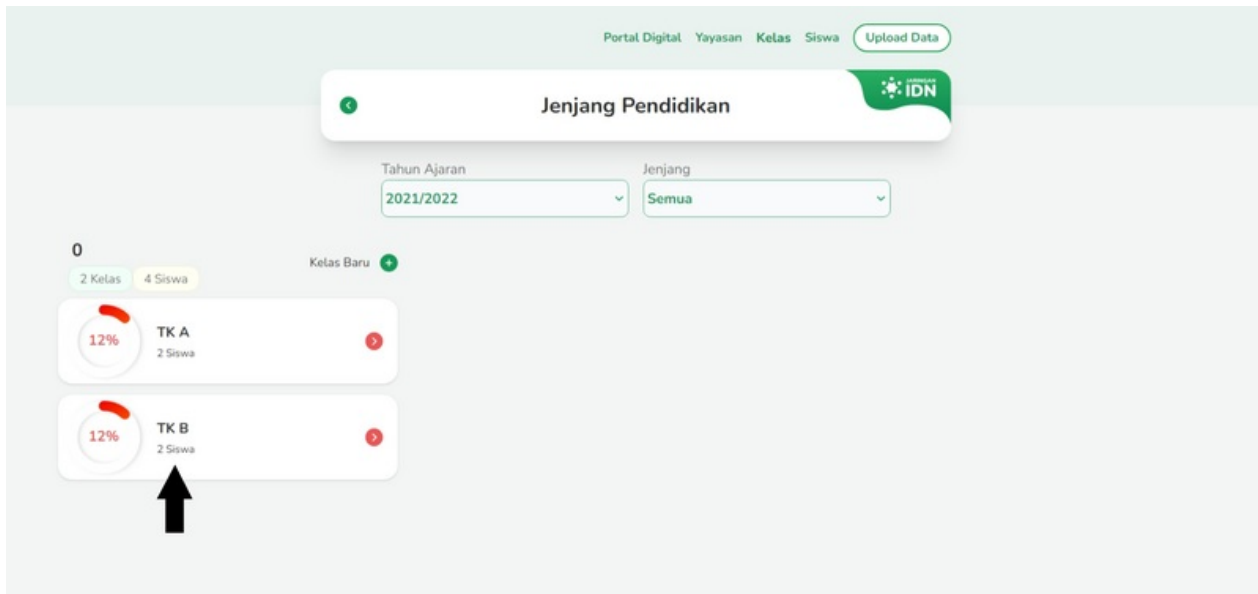 Portal Digital Yayasan Kelas Siswa Upload Data
Jenjang Pendidikan
JARINGAN
IDN
Tahun Ajaran Jenjang
2021/2022 Semua
0
Kelas Baru
2 Kelas 4 Siswa
12% TK A
2 Siswa
12% TK B
2 Siswa